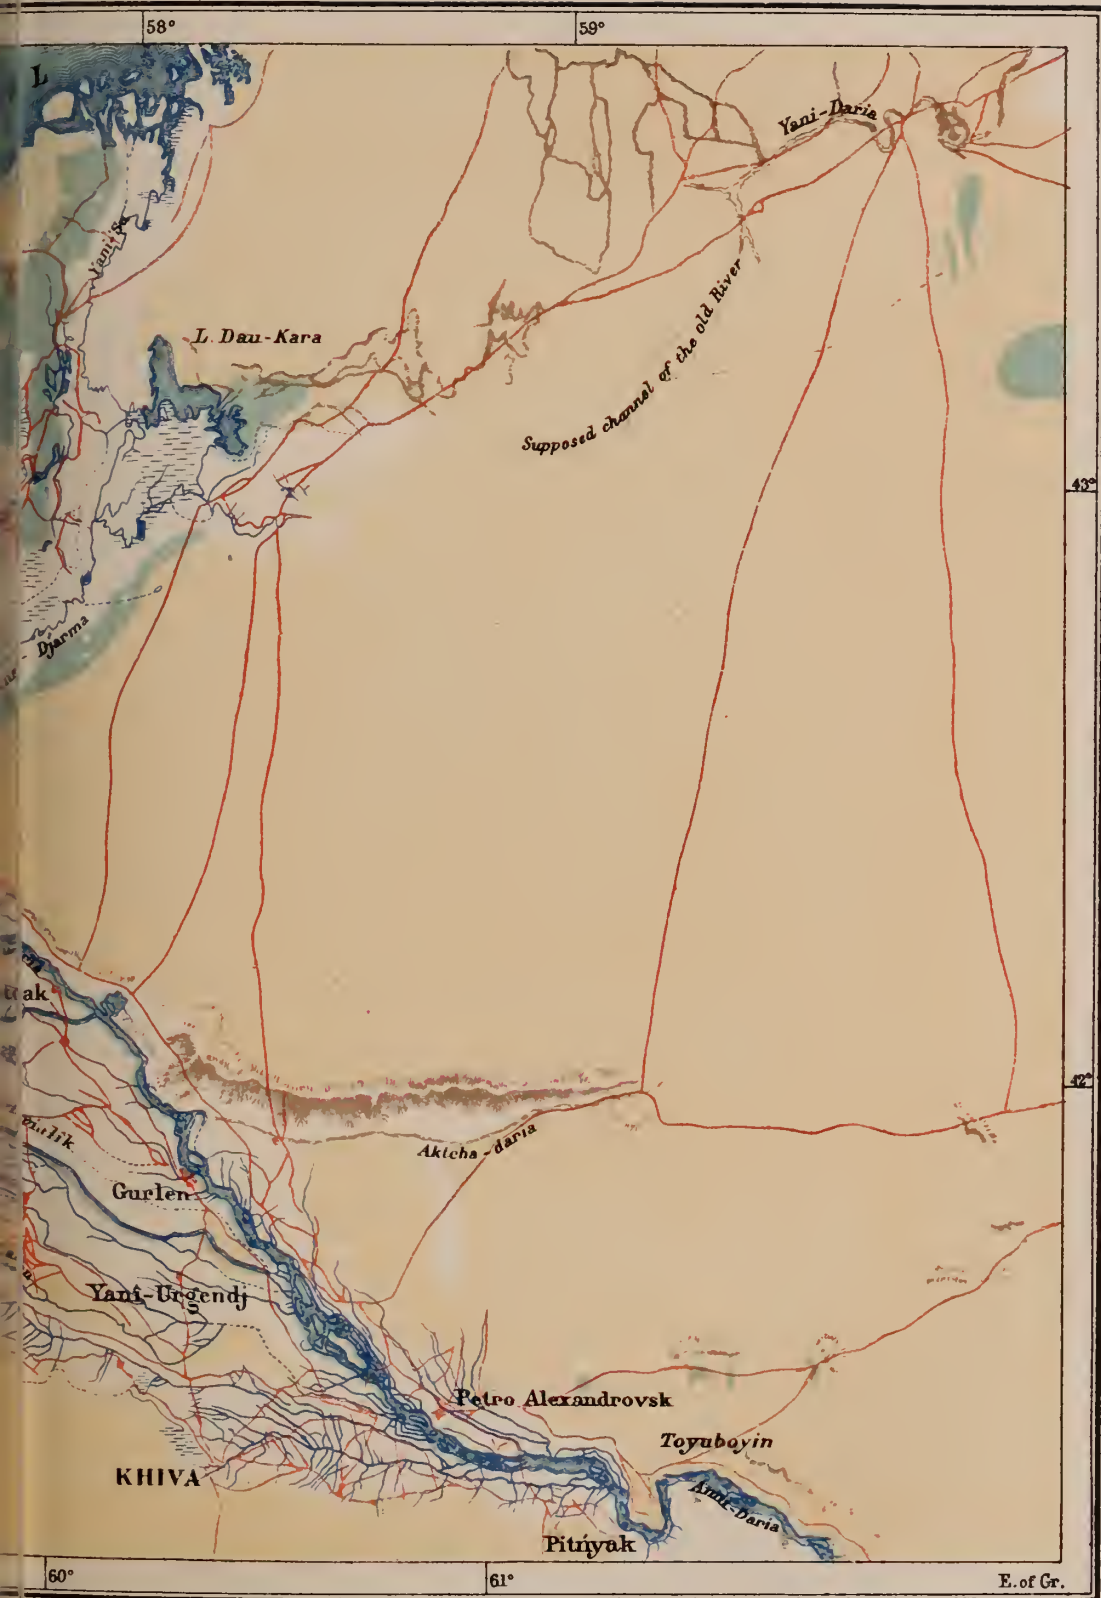 58°
59°
L
Yani-Daria
Yani-Su
L. Dau-Kara
Supposed channel of the old River
43°
Djarma
ak
42°
Aktcha-daria
Gurlen
Yani-Urgendj
Petro Alexandrovsk
Toyuboyin
KHIVA
Amu-Daria
Pitnyak
60°
61°
E. of Gr.